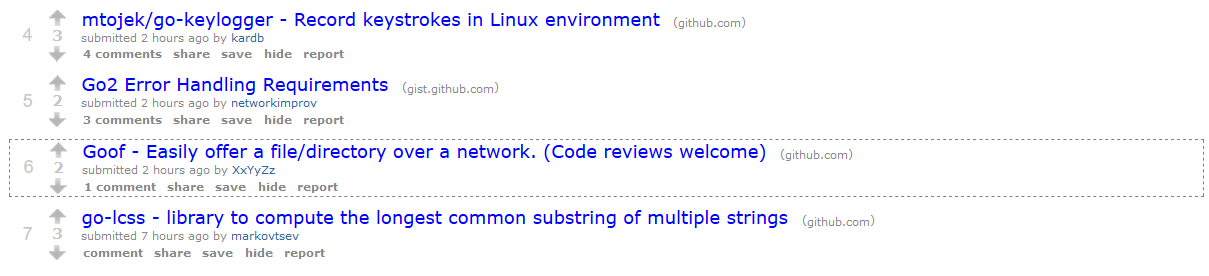 4
3
mtojek/go-keylogger - Record keystrokes in Linux environment (github.com)
submitted 2 hours ago by kardb
4 comments share save hide report
5
2
Go2 Error Handling Requirements (gist.github.com)
submitted 2 hours ago by networkimprov
3 comments share save hide report
6
2
Goof - Easily offer a file/directory over a network. (Code reviews welcome) (github.com)
submitted 2 hours ago by XxYyZz
1 comment share save hide report
7
3
go-lcss - library to compute the longest common substring of multiple strings (github.com)
submitted 7 hours ago by markovtsev
comment share save hide report